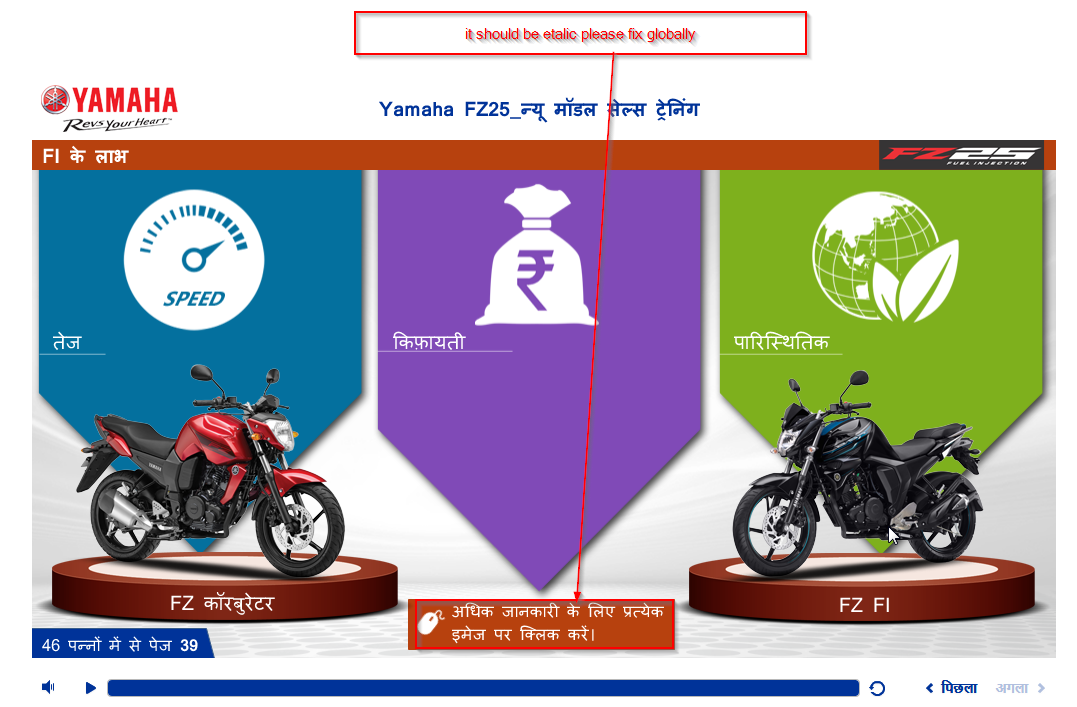 it should be etalic please fix globally
YAMAHA
Revs Your Heart
Yamaha FZ25_न्यू मॉडल सेल्स ट्रेनिंग
FI के लाभ
FZ25
FUEL INJECTION
SPEED
तेज
किफ़ायती
पारिस्थितिक
FZ कॉरबुरेटर
FZ FI
अधिक जानकारी के लिए प्रत्येक
इमेज पर क्लिक करें।
46 पन्नों में से पेज 39
पिछला
अगला